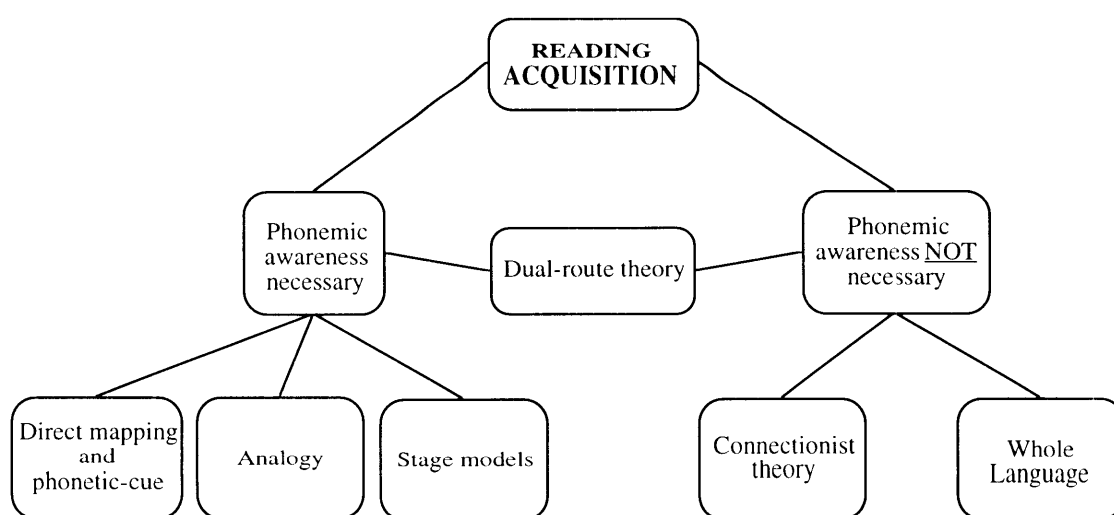 READING
ACQUISITION
Phonemic
awareness
necessary
Dual-route theory
Phonemic
awareness NOT
necessary
Direct mapping
and
phonetic-cue
Analogy
Stage models
Connectionist
theory
Whole
Language